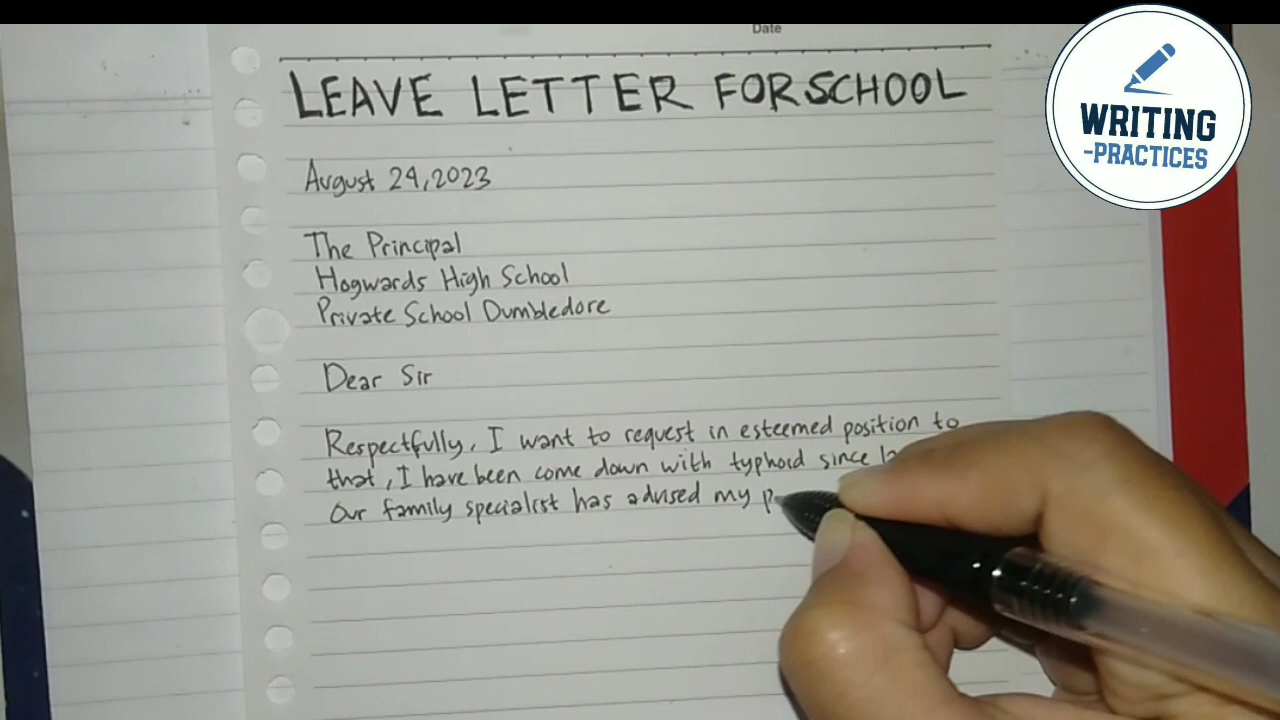 Date
LEAVE LETTER FOR SCHOOL
WRITING
-PRACTICES
August 24, 2023
The Principal
Hogwards High School
Private School Dumbledore
Dear Sir
Respectfully, I want to request in esteemed position to
that, I have been come down with typhoid since
Our family specialist has advised my